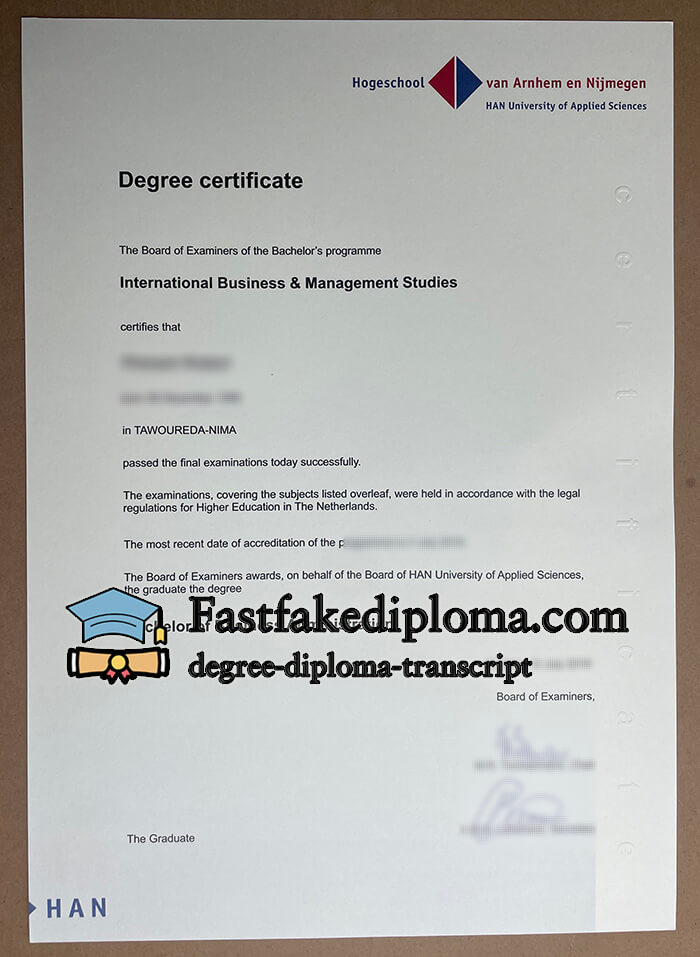 Hogeschool van Arnhem en Nijmegen
HAN University of Applied Sciences
Degree certificate
The Board of Examiners of the Bachelor's programme
International Business & Management Studies
certifies that
in TAWOUREDA-NIMA
passed the final examinations today successfully.
The examinations, covering the subjects listed overleaf, were held in accordance with the legal
regulations for Higher Education in The Netherlands.
The most recent date of accreditation of the
The Board of Examiners awards, on behalf of the Board of HAN University of Applied Sciences,
the graduate the degree
Bachelor of Business Administration
Fastfakediploma.com
degree-diploma-transcript
Board of Examiners,
The Graduate
HAN
Certificate